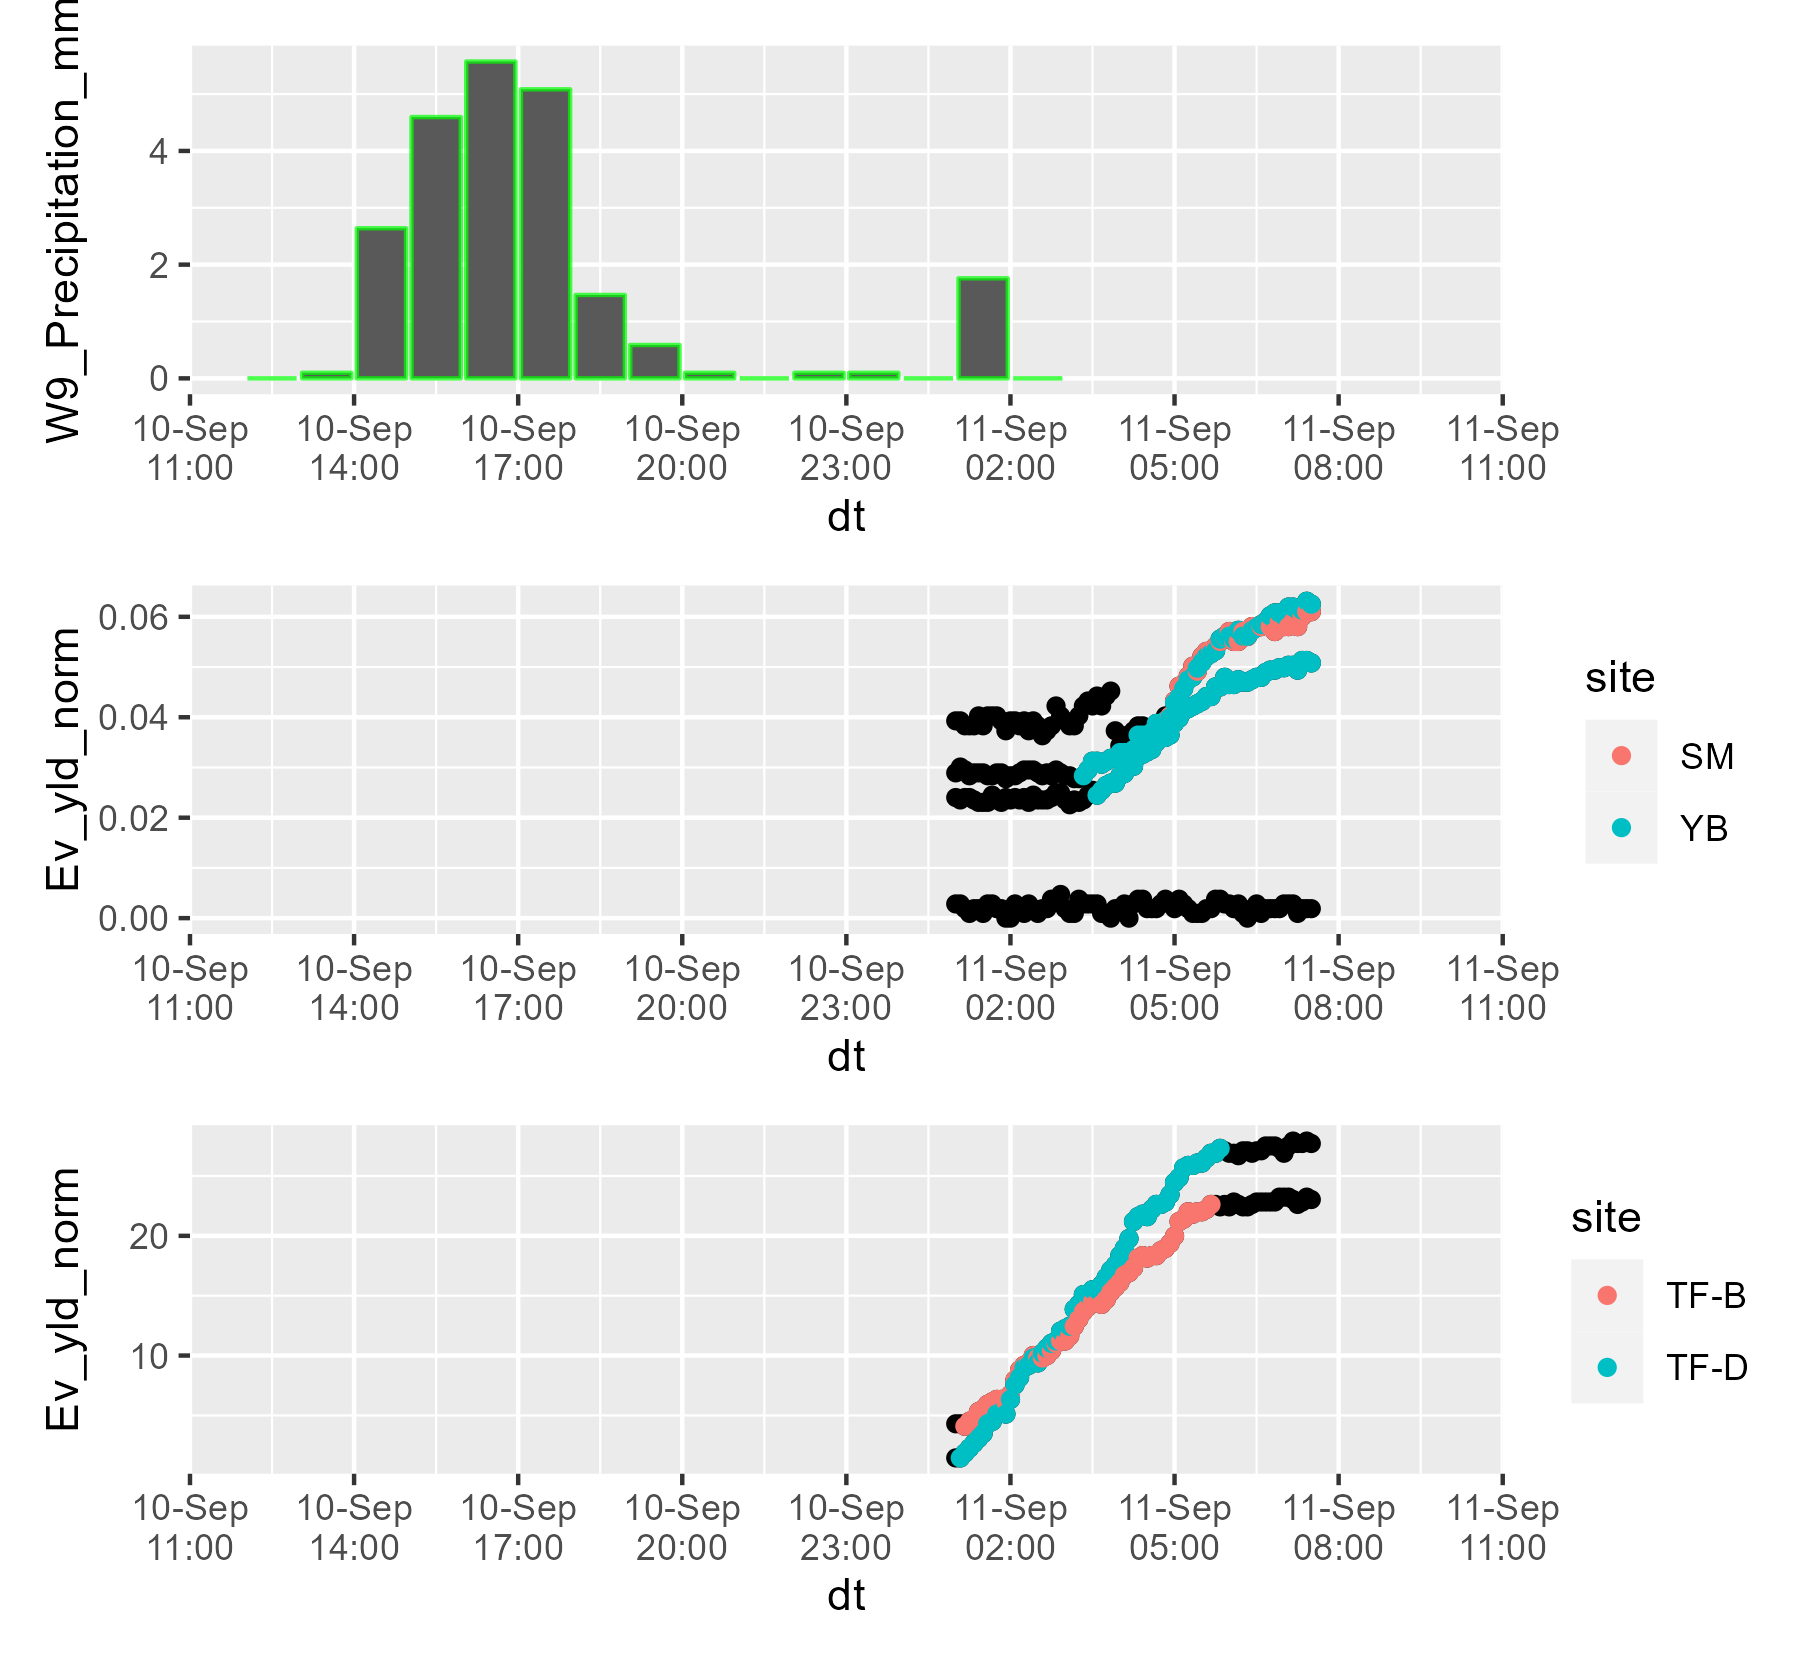 W9_Precipitation_mm
4
2
0
10-Sep 10-Sep 10-Sep 10-Sep 10-Sep 11-Sep 11-Sep 11-Sep 11-Sep
11:00 14:00 17:00 20:00 23:00 02:00 05:00 08:00 11:00
dt
Ev_yld_norm
0.06
0.04
0.02
0.00
10-Sep 10-Sep 10-Sep 10-Sep 10-Sep 11-Sep 11-Sep 11-Sep 11-Sep
11:00 14:00 17:00 20:00 23:00 02:00 05:00 08:00 11:00
dt
site
SM
YB
Ev_yld_norm
20
10
10-Sep 10-Sep 10-Sep 10-Sep 10-Sep 11-Sep 11-Sep 11-Sep 11-Sep
11:00 14:00 17:00 20:00 23:00 02:00 05:00 08:00 11:00
dt
site
TF-B
TF-D